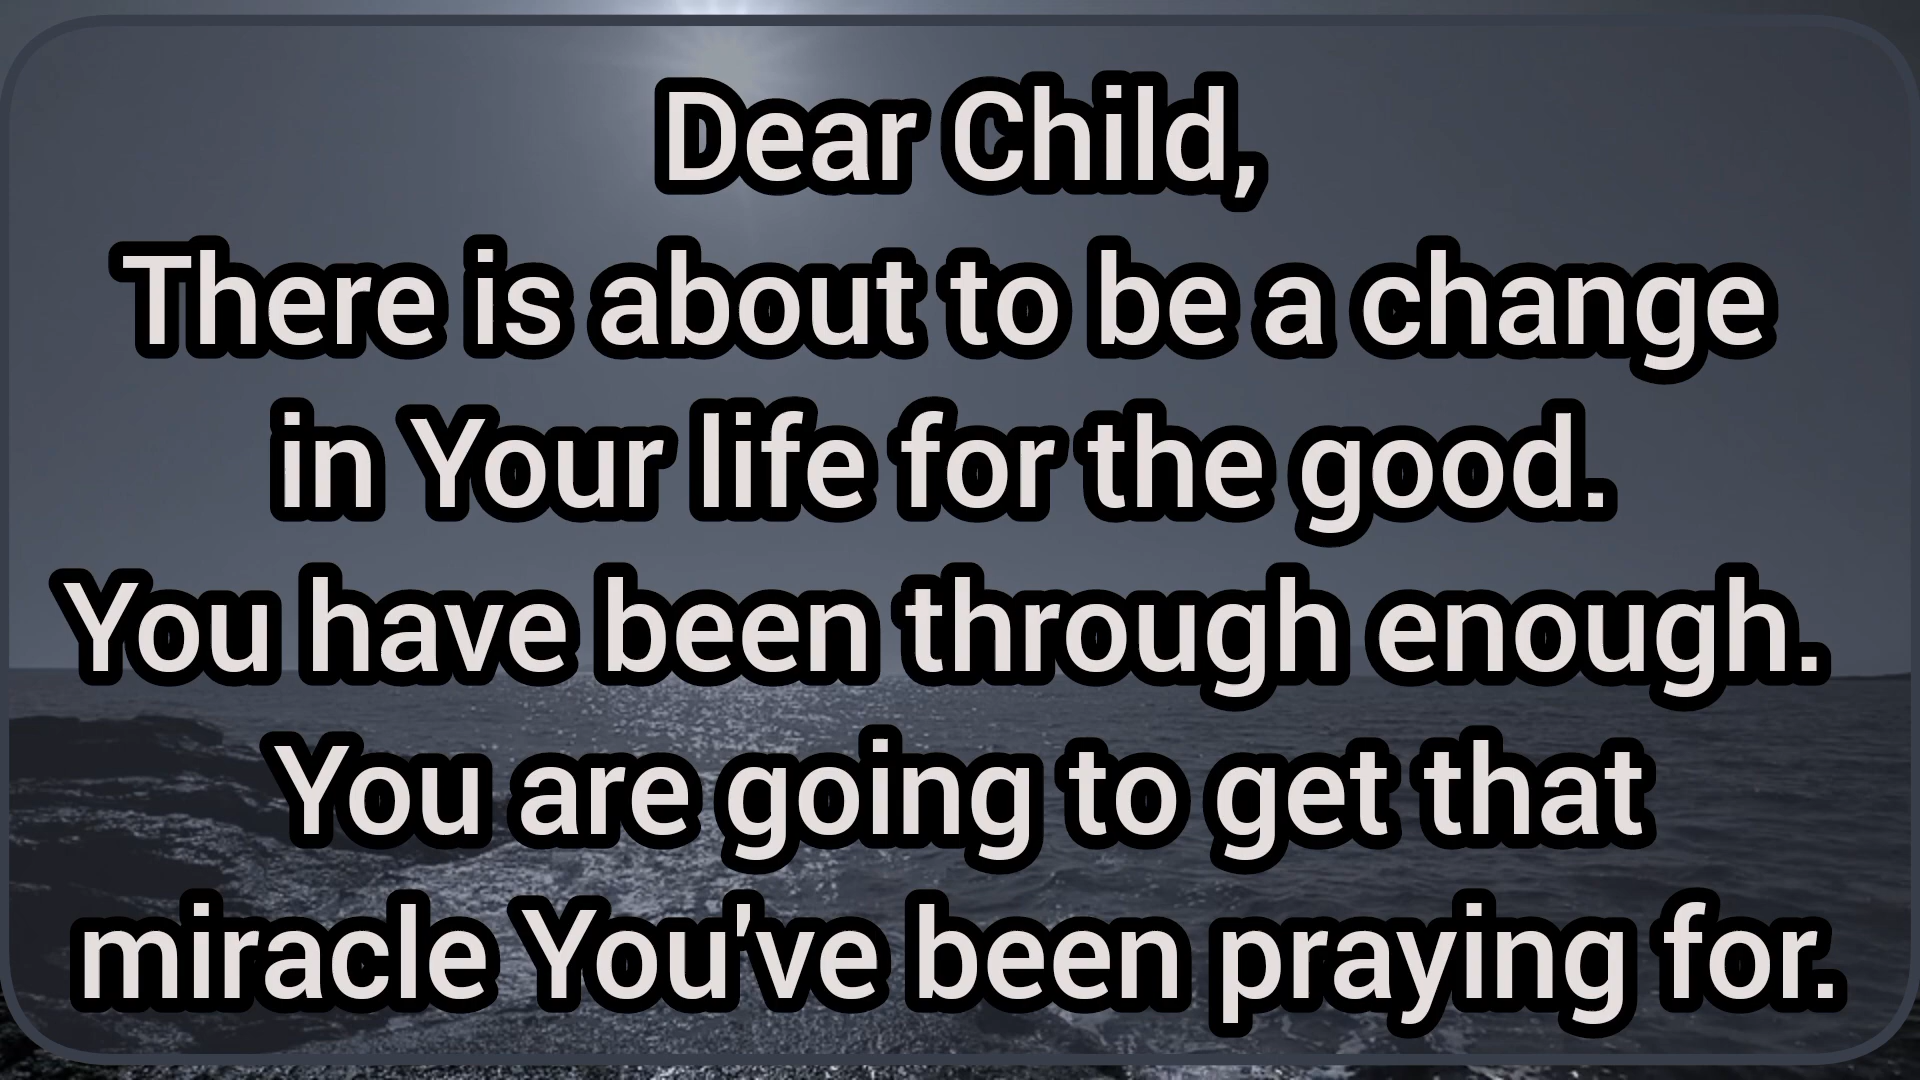 Dear Child,
There is about to be a change
in Your life for the good.
You have been through enough.
You are going to get that
miracle You've been praying for.